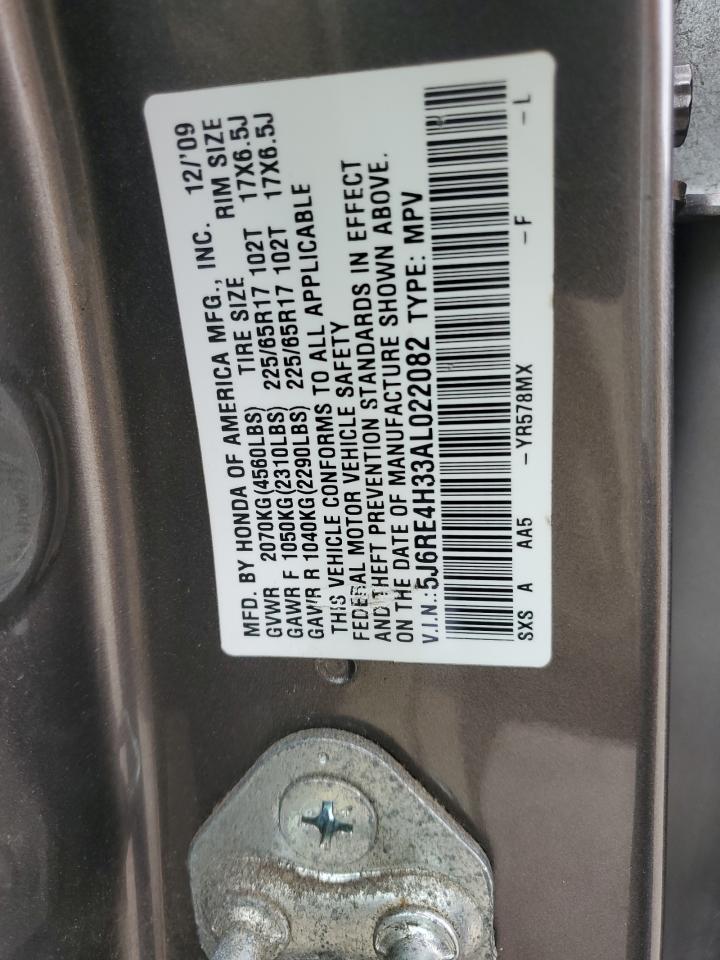 MFD. BY HONDA OF AMERICA MFG., INC. 12/'09
GVWR 2070KG(4560LBS) TIRE SIZE RIM SIZE
GAWR F 1050KG(2310LBS) 225/65R17 102T 17X6.5J
GAWR R 1040KG(2290LBS) 225/65R17 102T 17X6.5J
THIS VEHICLE CONFORMS TO ALL APPLICABLE
FEDERAL MOTOR VEHICLE SAFETY
AND THEFT PREVENTION STANDARDS IN EFFECT
ON THE DATE OF MANUFACTURE SHOWN ABOVE.
V.I.N.:5J6RE4H33AL022082 TYPE: MPV
SXS A AA5 -YR578MX -F -L